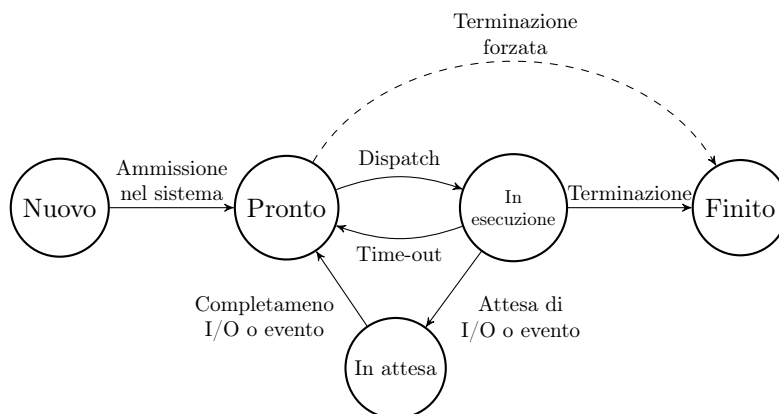 Terminazione
forzata
Ammissione
nel sistema
Dispatch
Nuovo
Pronto
In
esecuzione
Terminazione
Finito
Time-out
Completameno
I/O o evento
Attesa di
I/O o evento
In attesa